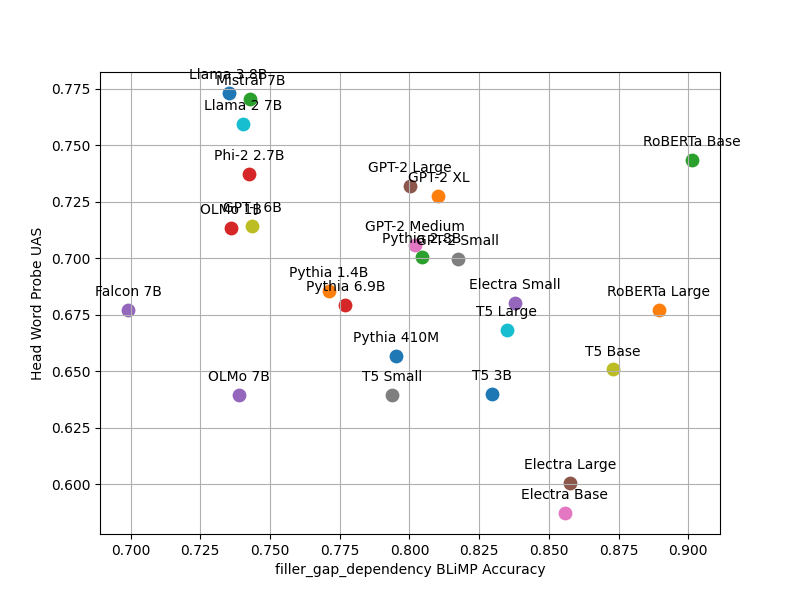 Llama 3 8B
Mistral 7B
Llama 2 7B
RoBERTa Base
Phi-2 2.7B
GPT-2 Large
GPT-2 XL
OLMo 1B
GPT-J 6B
GPT-2 Medium
Pythia 2.8B
GPT-2 Small
Pythia 1.4B
Pythia 6.9B
Electra Small
Falcon 7B
RoBERTa Large
T5 Large
Pythia 410M
T5 Base
OLMo 7B
T5 Small
T5 3B
Electra Large
Electra Base
0.775
0.750
0.725
0.700
0.675
0.650
0.625
0.600
Head Word Probe UAS
0.700 0.725 0.750 0.775 0.800 0.825 0.850 0.875 0.900
filler_gap_dependency BLiMP Accuracy